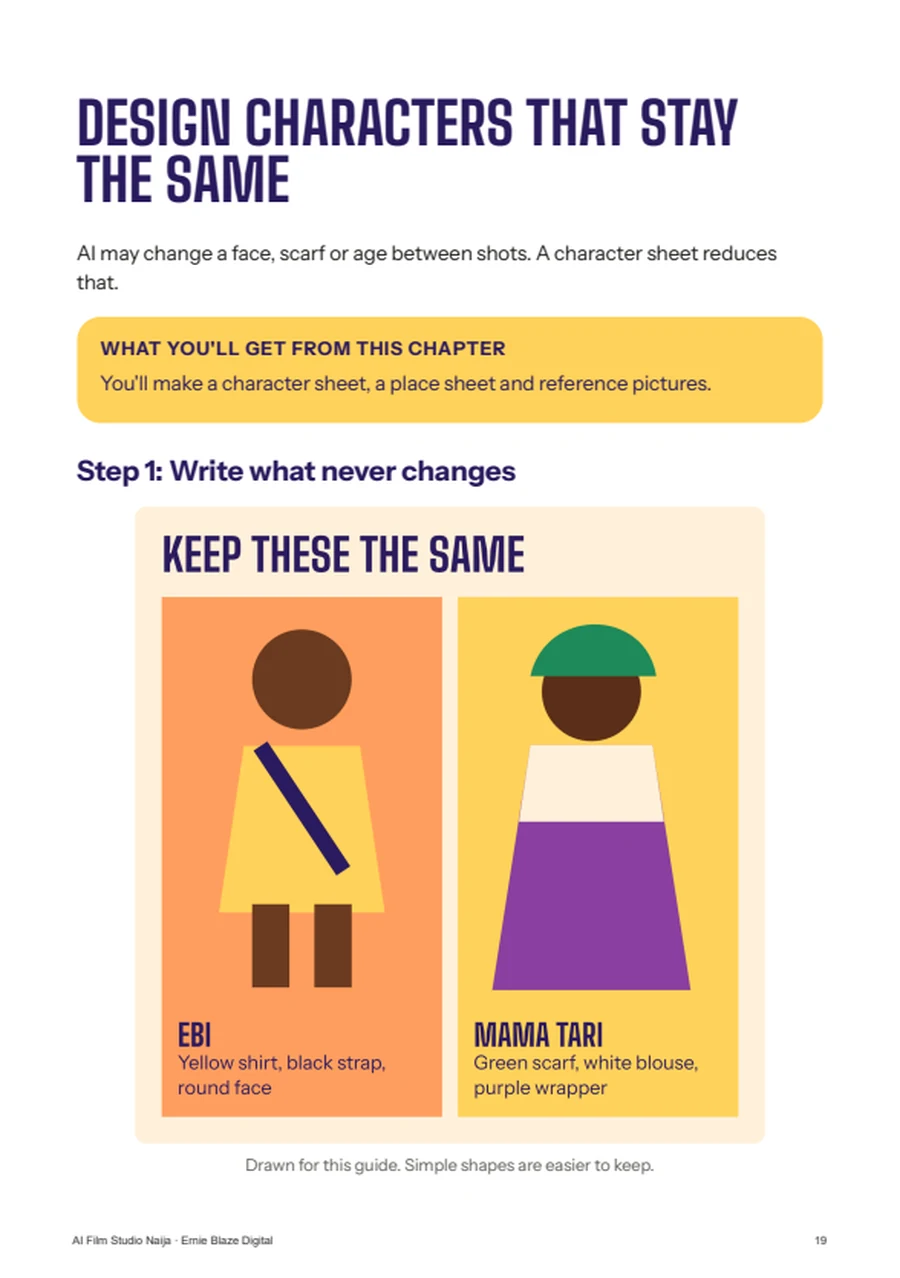 DESIGN CHARACTERS THAT STAY
THE SAME
AI may change a face, scarf or age between shots. A character sheet reduces
that.
WHAT YOU'LL GET FROM THIS CHAPTER
You'll make a character sheet, a place sheet and reference pictures.
Step 1: Write what never changes
KEEP THESE THE SAME
EBI
Yellow shirt, black strap,
round face
MAMA TARI
Green scarf, white blouse,
purple wrapper
Drawn for this guide. Simple shapes are easier to keep.
AI Film Studio Naija · Ernie Blaze Digital
19